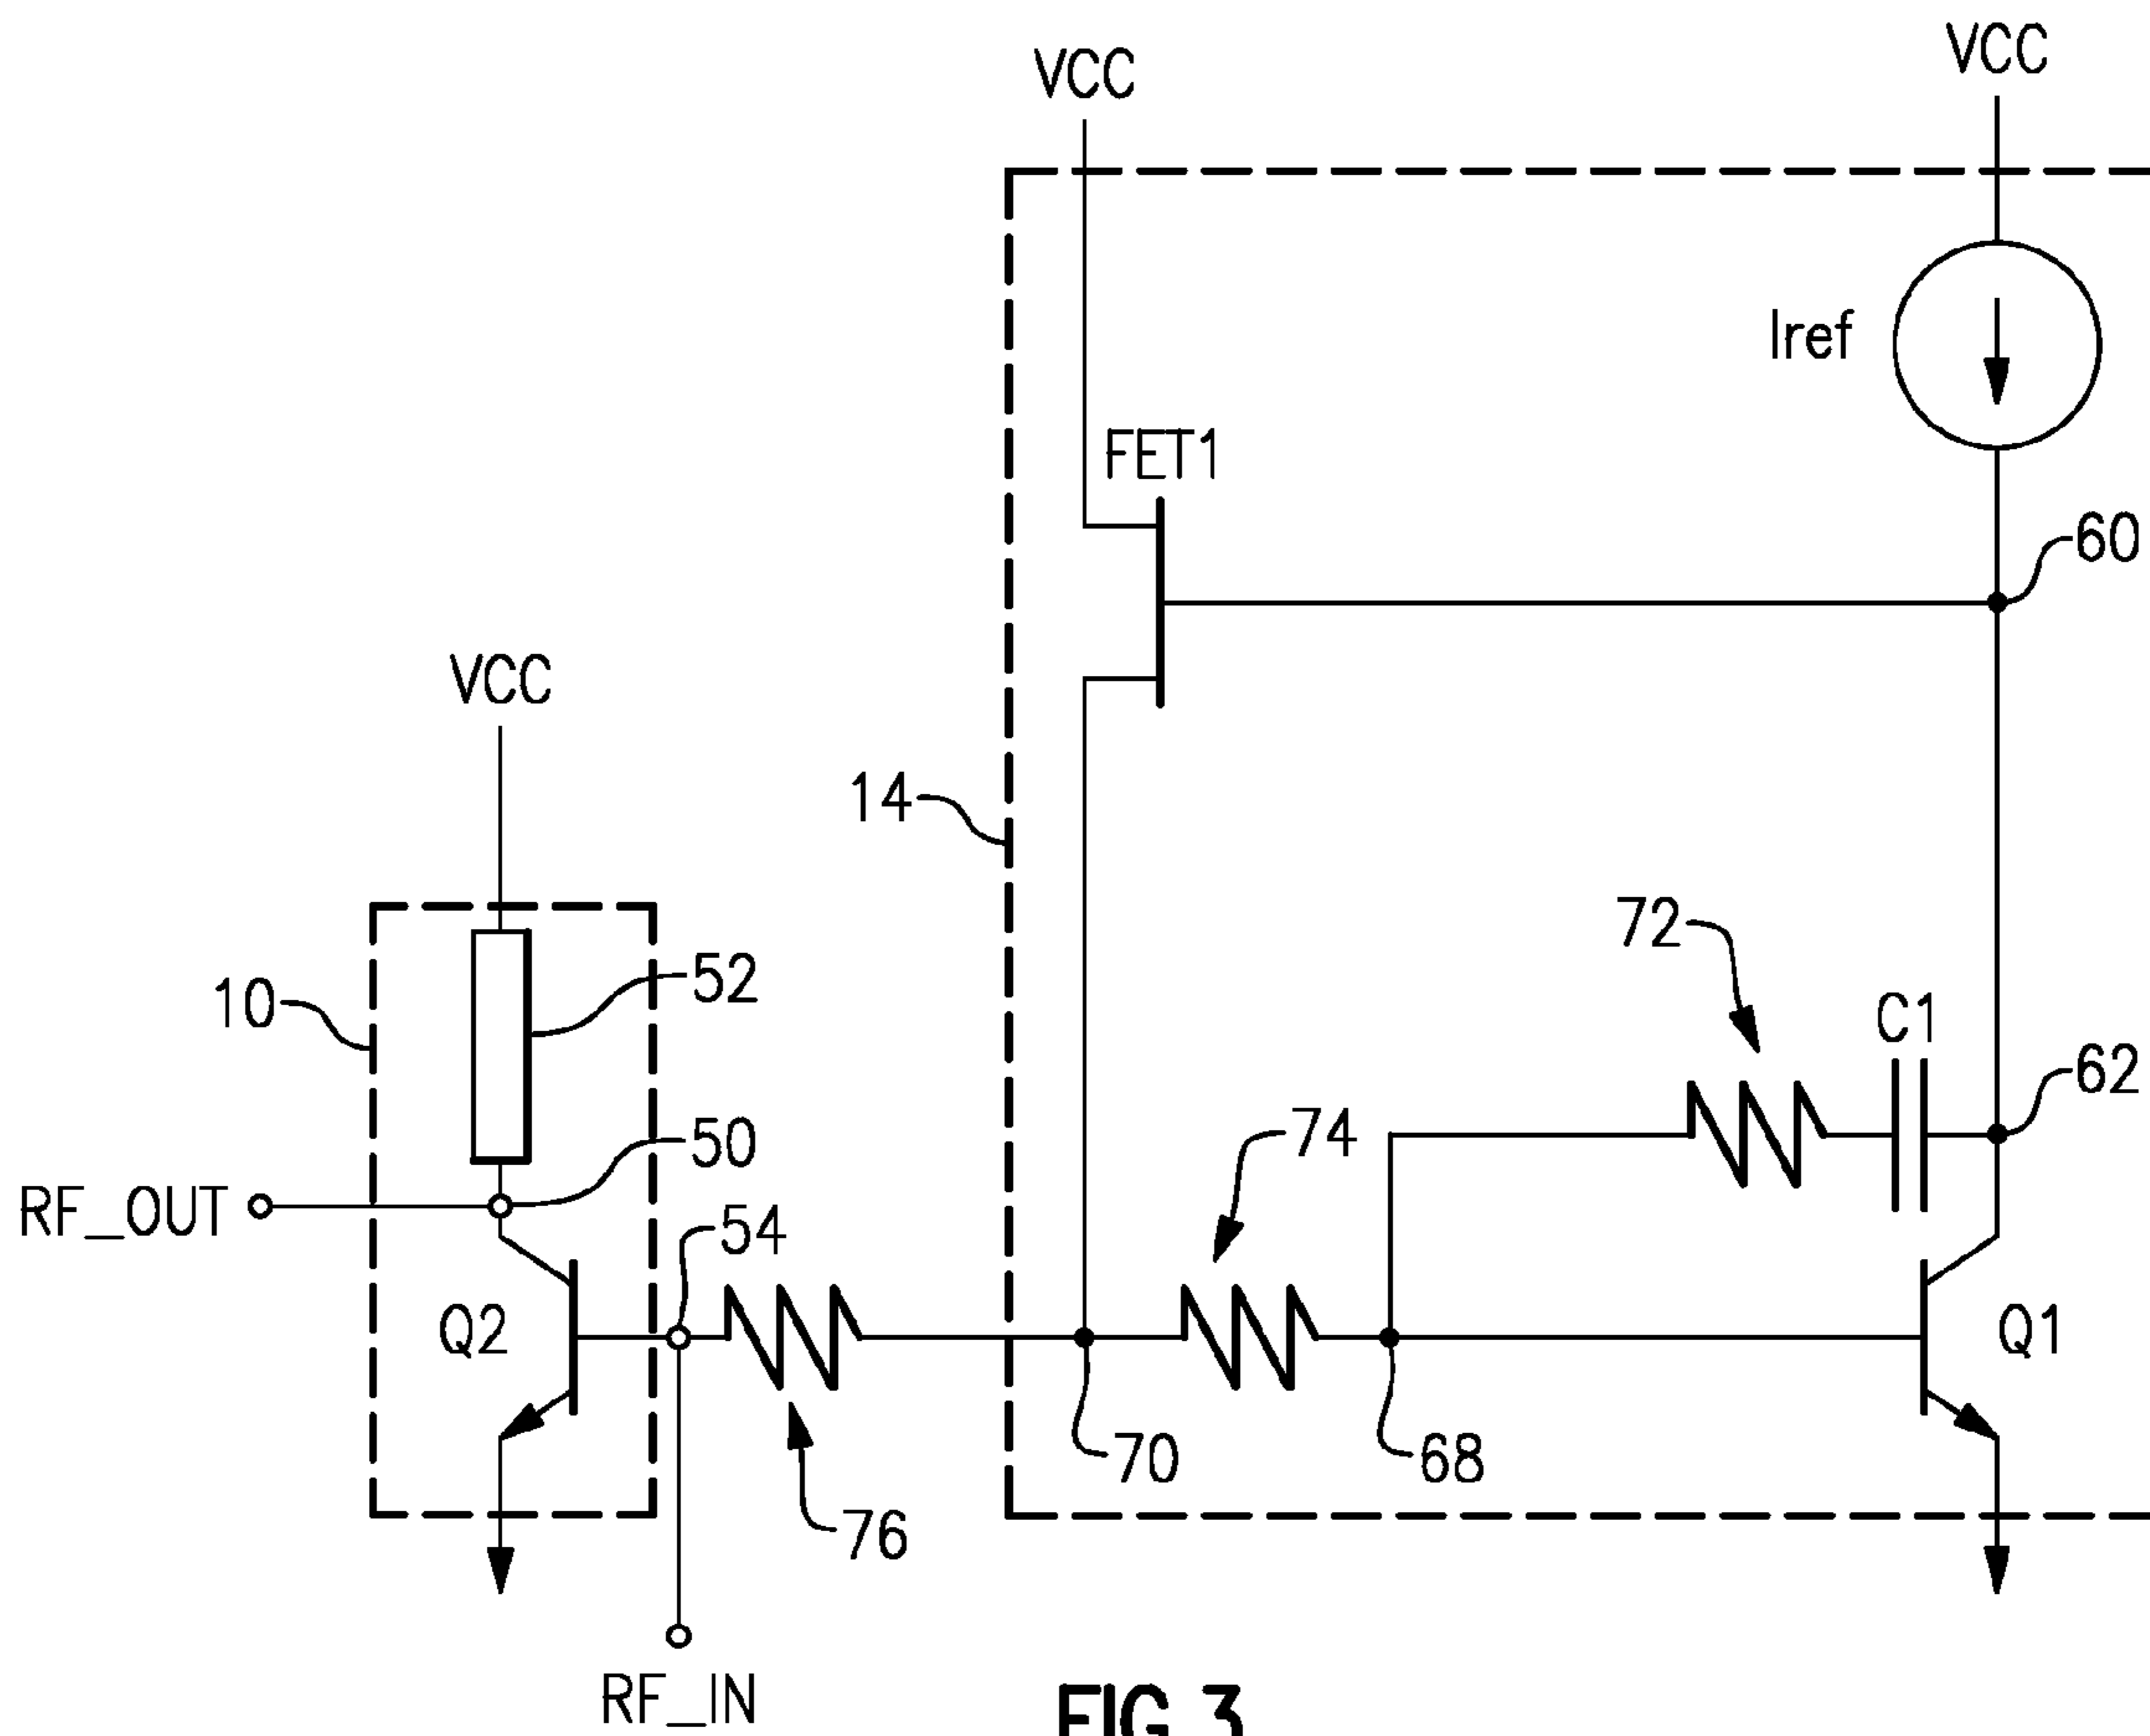 VCC
VCC
Iref
FET1
60
VCC
14
72
52
10
C1
62
74
50
RF_OUT
54
Q2
Q1
70
68
76
RF_IN
FIG.3